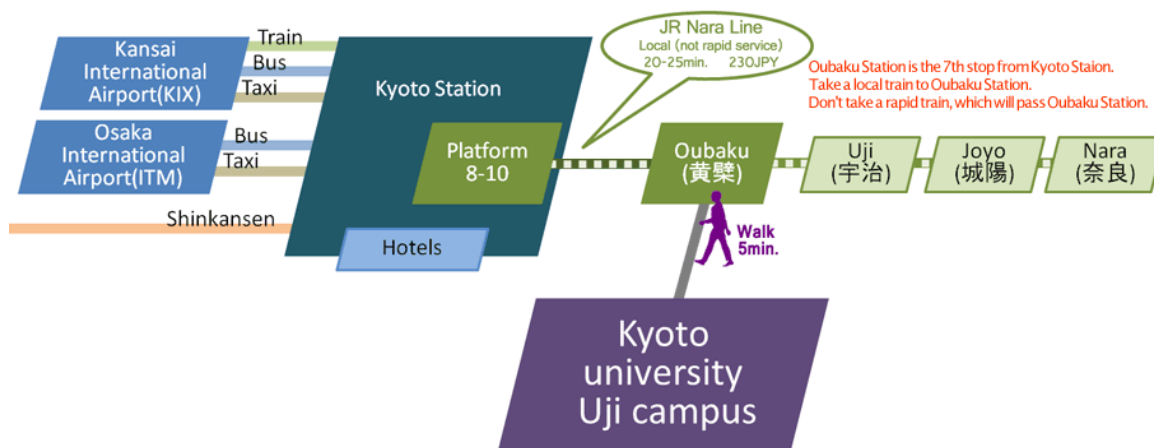 Kansai
International
Airport(KIX)
Train
Bus
Taxi
Osaka
International
Airport(ITM)
Bus
Taxi
Shinkansen
Kyoto Station
Platform
8-10
Hotels
JR Nara Line
Local (not rapid service)
20-25min. 230JPY
Oubaku Station is the 7th stop from Kyoto Staion.
Take a local train to Oubaku Station.
Don't take a rapid train, which will pass Oubaku Station.
Oubaku
(黄檗)
Uji
(宇治)
Joyo
(城陽)
Nara
(奈良)
Walk
5min.
Kyoto
university
Uji campus